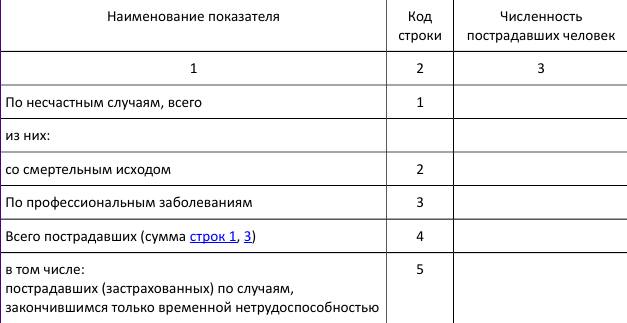 Наименование показателя
Код
строки
Численность
пострадавших человек
1
2
3
По несчастным случаям, всего
1
из них:
со смертельным исходом
2
По профессиональным заболеваниям
3
Всего пострадавших (сумма строк 1, 3)
4
в том числе:
5
пострадавших (застрахованных) по случаям,
закончившимся только временной нетрудоспособностью